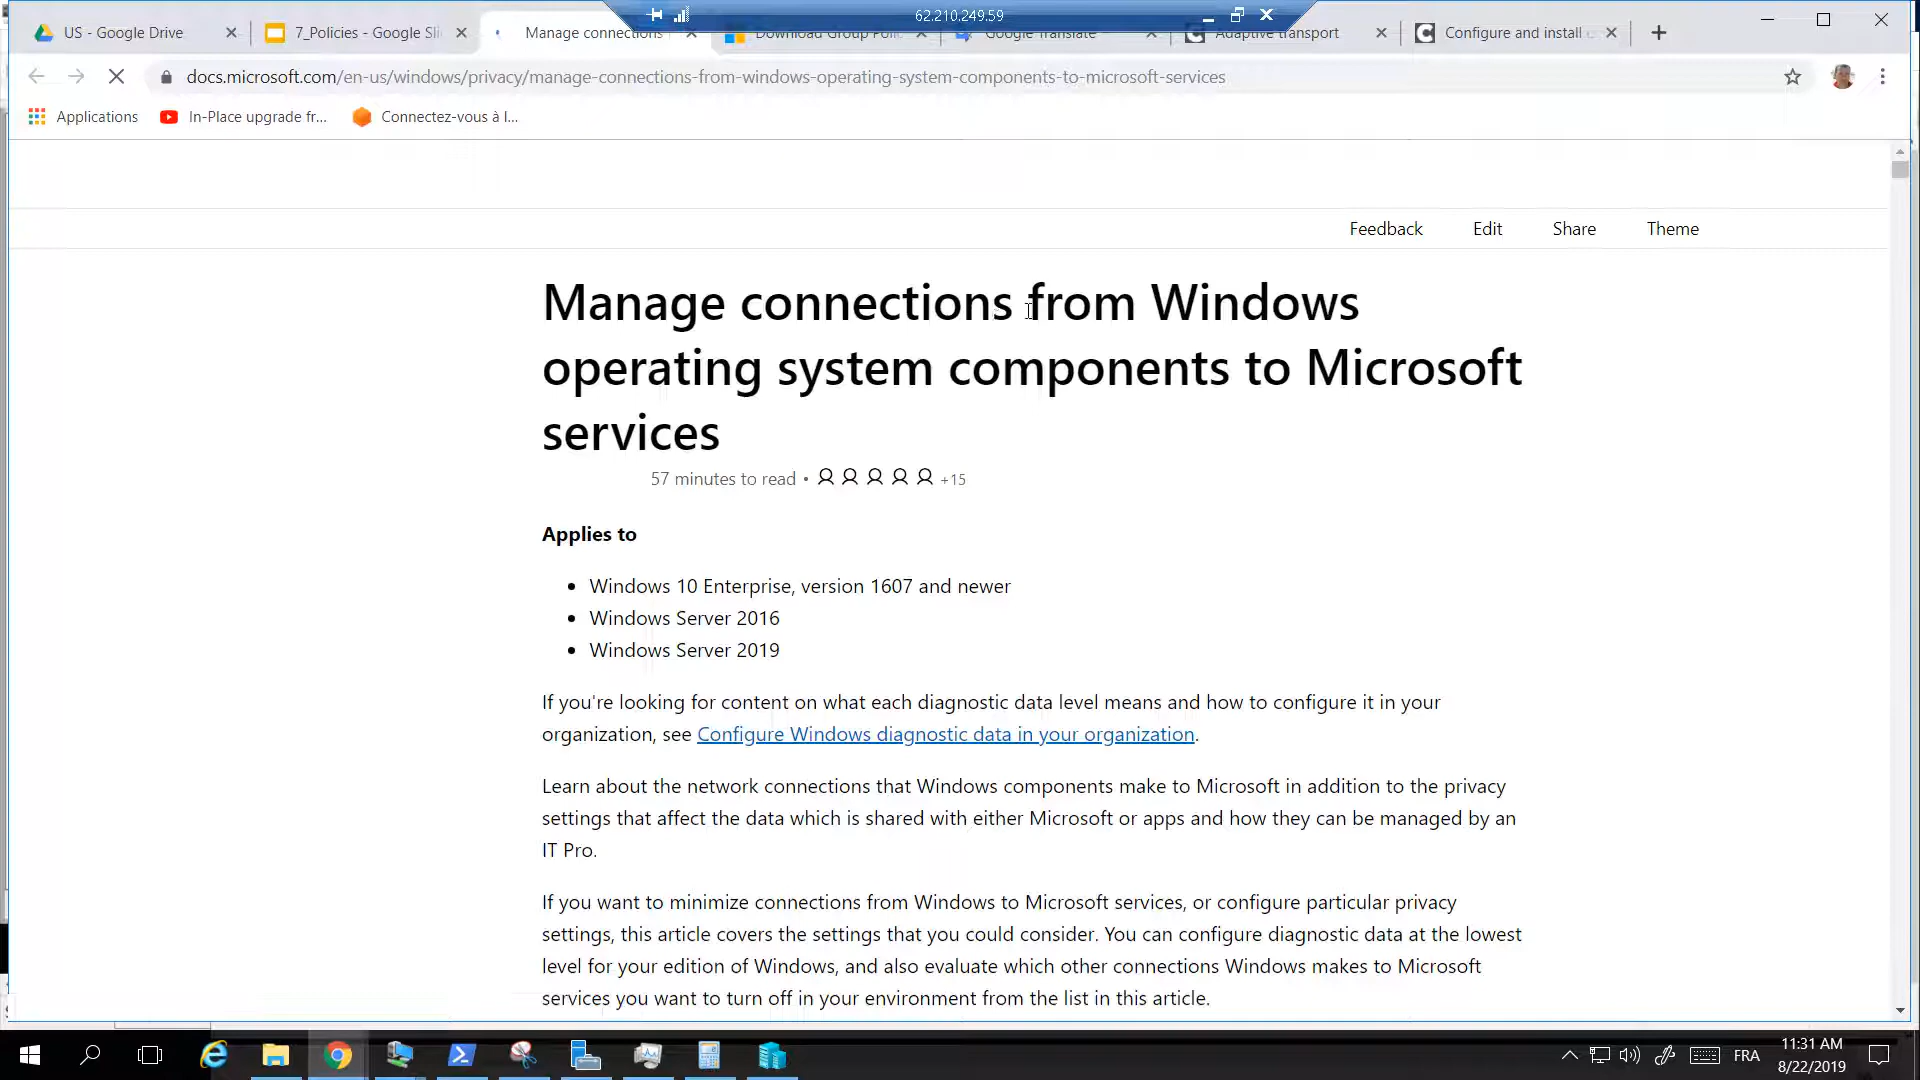 62.210.249.59
US - Google Drive
7_Policies - Google Sli
Manage connections
Download Group Poli
Google Translate
Adaptive transport
Configure and install
docs.microsoft.com/en-us/windows/privacy/manage-connections-from-windows-operating-system-components-to-microsoft-services
Applications
In-Place upgrade fr...
Connectez-vous à l...
Feedback
Edit
Share
Theme
Manage connections from Windows
operating system components to Microsoft
services
57 minutes to read • +15
Applies to
• Windows 10 Enterprise, version 1607 and newer
• Windows Server 2016
• Windows Server 2019
If you're looking for content on what each diagnostic data level means and how to configure it in your
organization, see Configure Windows diagnostic data in your organization.
Learn about the network connections that Windows components make to Microsoft in addition to the privacy
settings that affect the data which is shared with either Microsoft or apps and how they can be managed by an
IT Pro.
If you want to minimize connections from Windows to Microsoft services, or configure particular privacy
settings, this article covers the settings that you could consider. You can configure diagnostic data at the lowest
level for your edition of Windows, and also evaluate which other connections Windows makes to Microsoft
services you want to turn off in your environment from the list in this article.
FRA
11:31 AM
8/22/2019